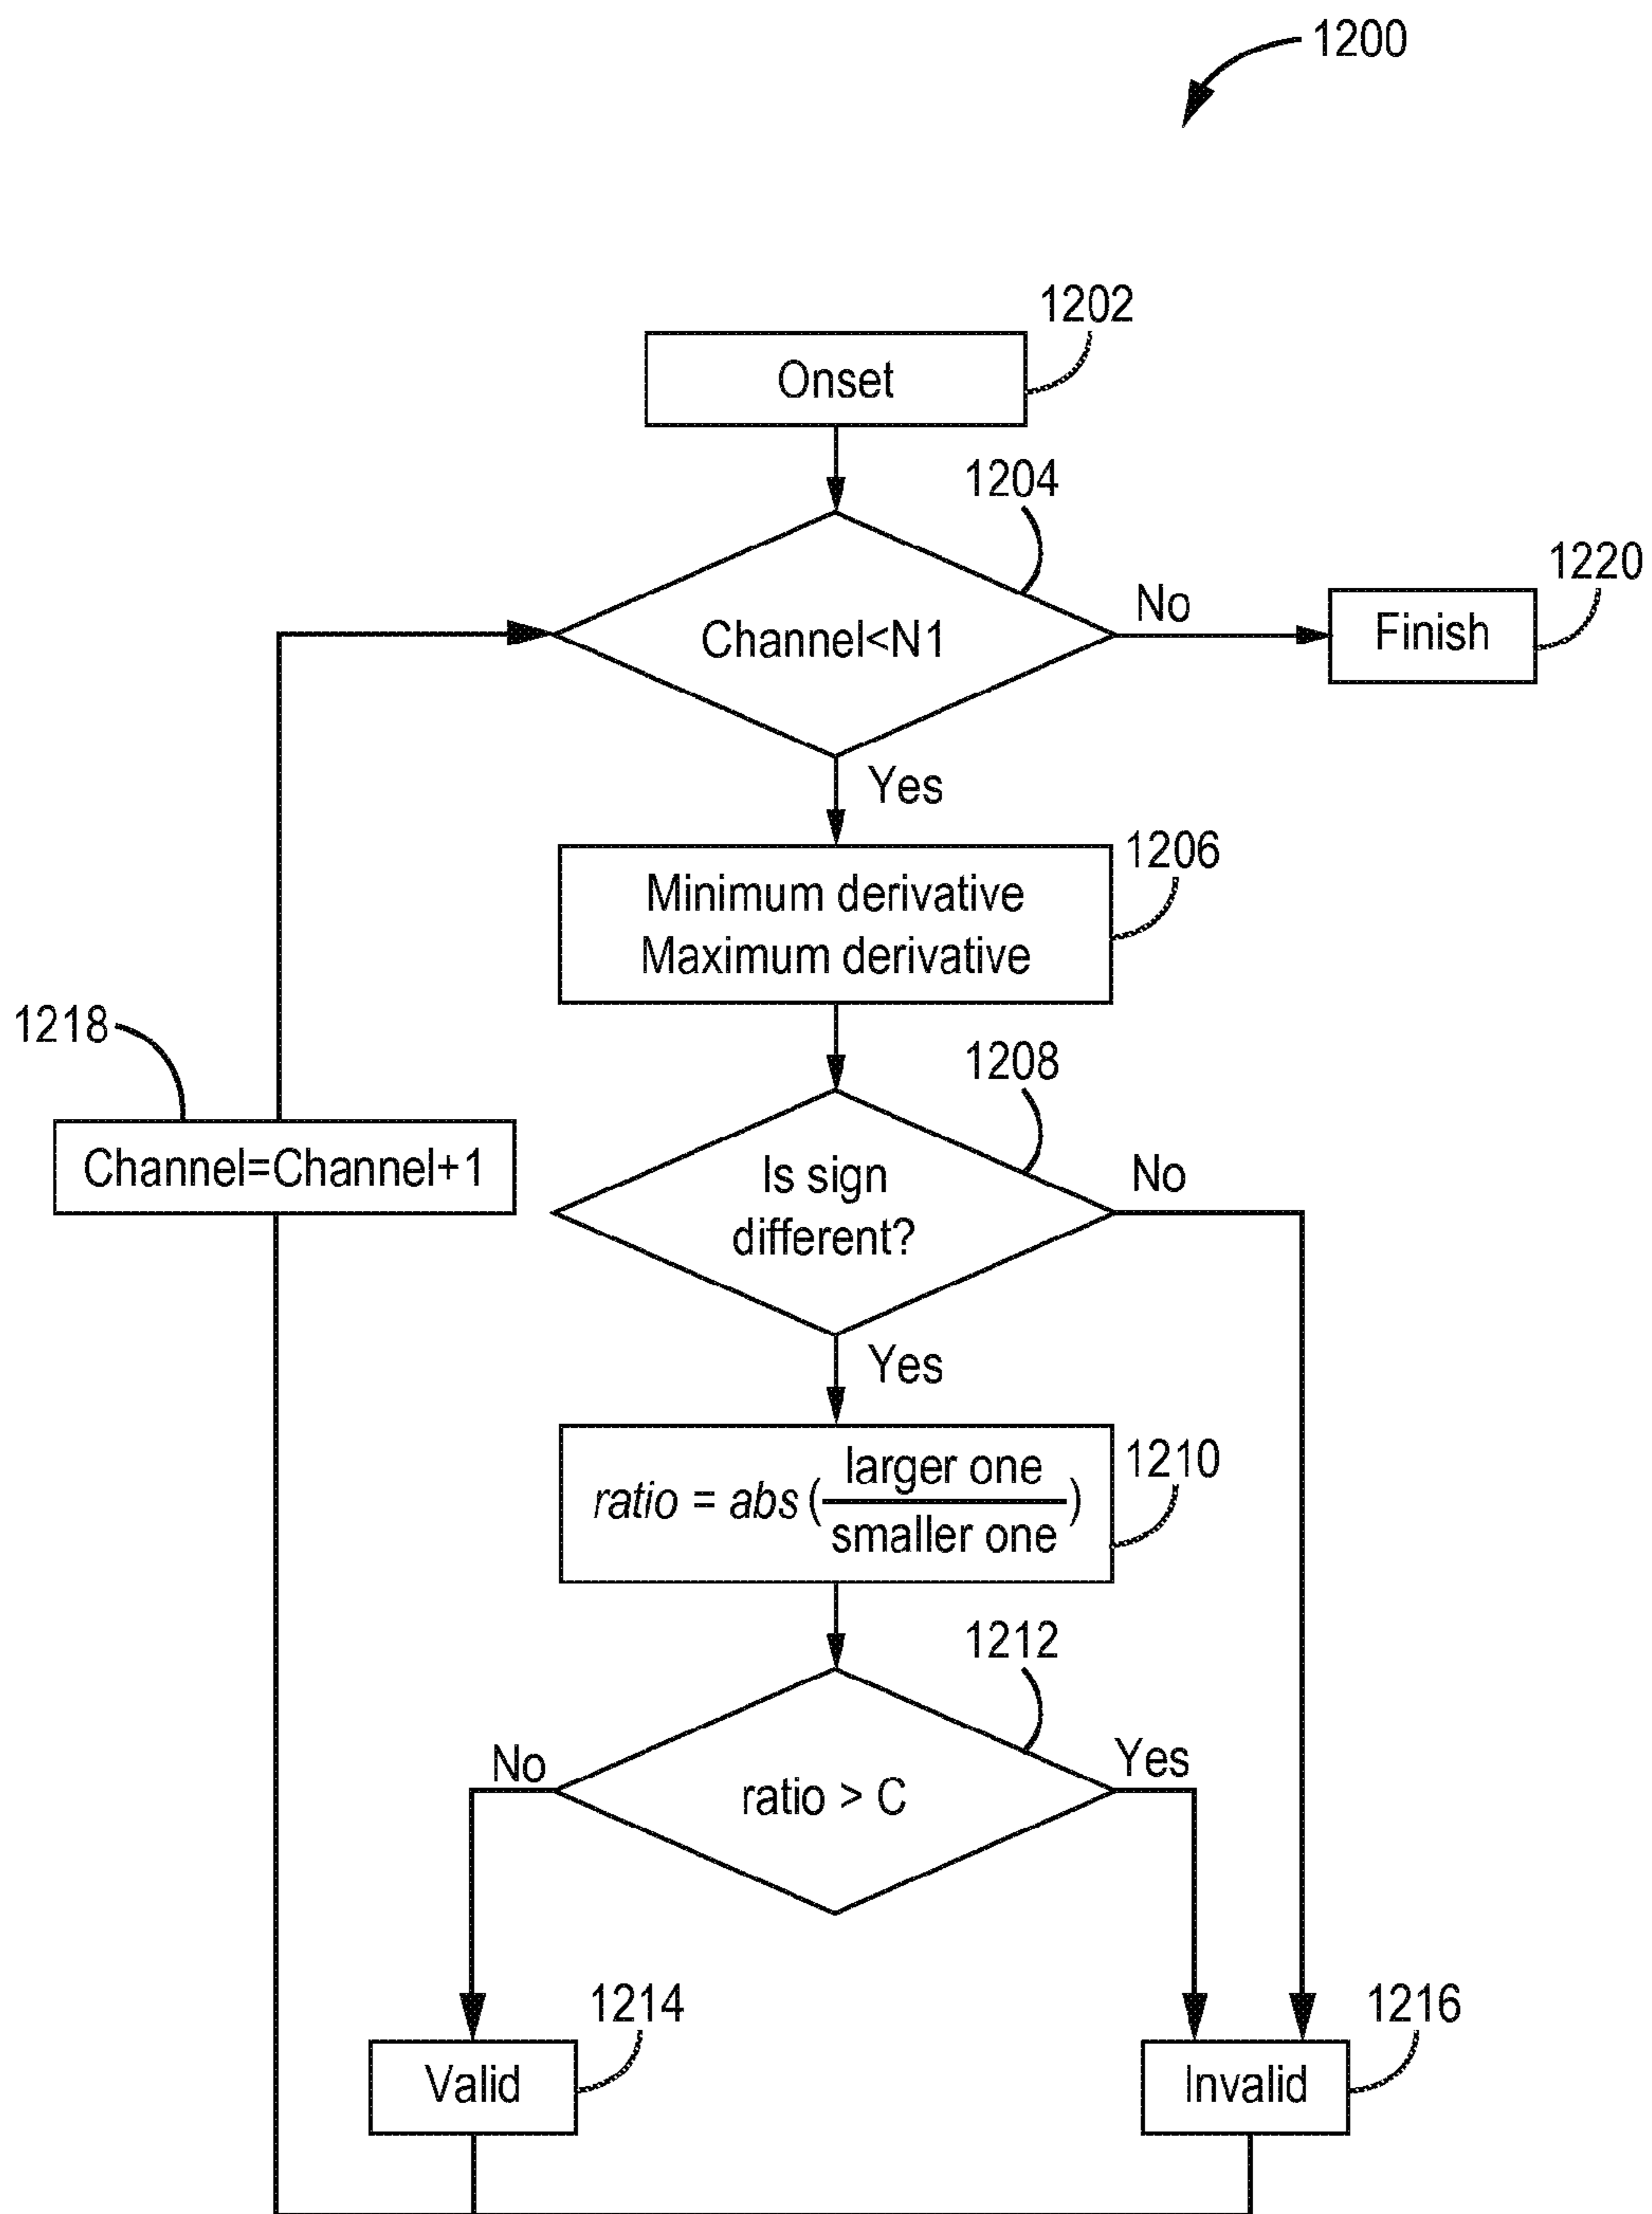 1200
1202
Onset
1204
Channel<N1
No
1220
Finish
Yes
1206
Minimum derivative
Maximum derivative
1218
Channel=Channel+1
1208
Is sign
different?
No
Yes
1210
ratio = abs (larger one / smaller one)
1212
ratio > C
No
Yes
1214
Valid
1216
Invalid